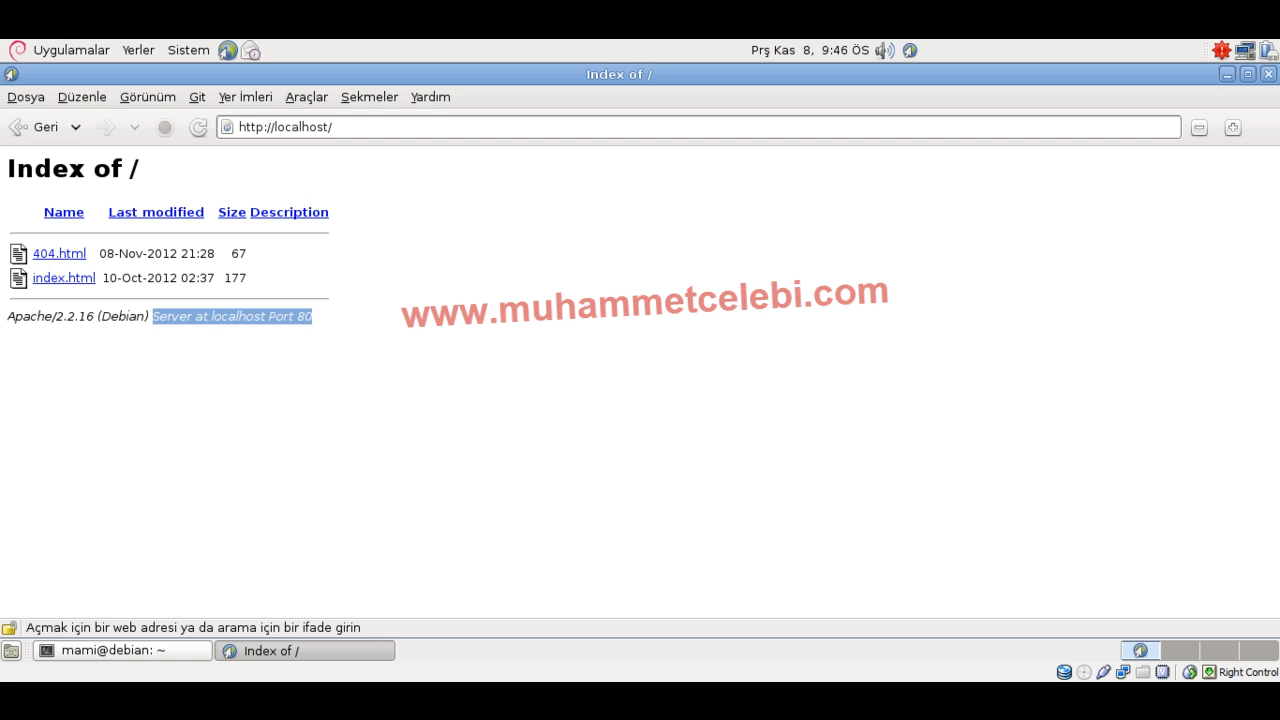 Uygulamalar Yerler Sistem Prş Kas 8, 9:46 ÖS
Index of /
Dosya Düzenle Görünüm Git Yer İmleri Araçlar Sekmeler Yardım
Geri http://localhost/
Index of /
Name Last modified Size Description
404.html 08-Nov-2012 21:28 67
index.html 10-Oct-2012 02:37 177
www.muhammetcelebi.com
Apache/2.2.16 (Debian) Server at localhost Port 80
Açmak için bir web adresi ya da arama için bir ifade girin
mami@debian: ~ Index of /
Right Control